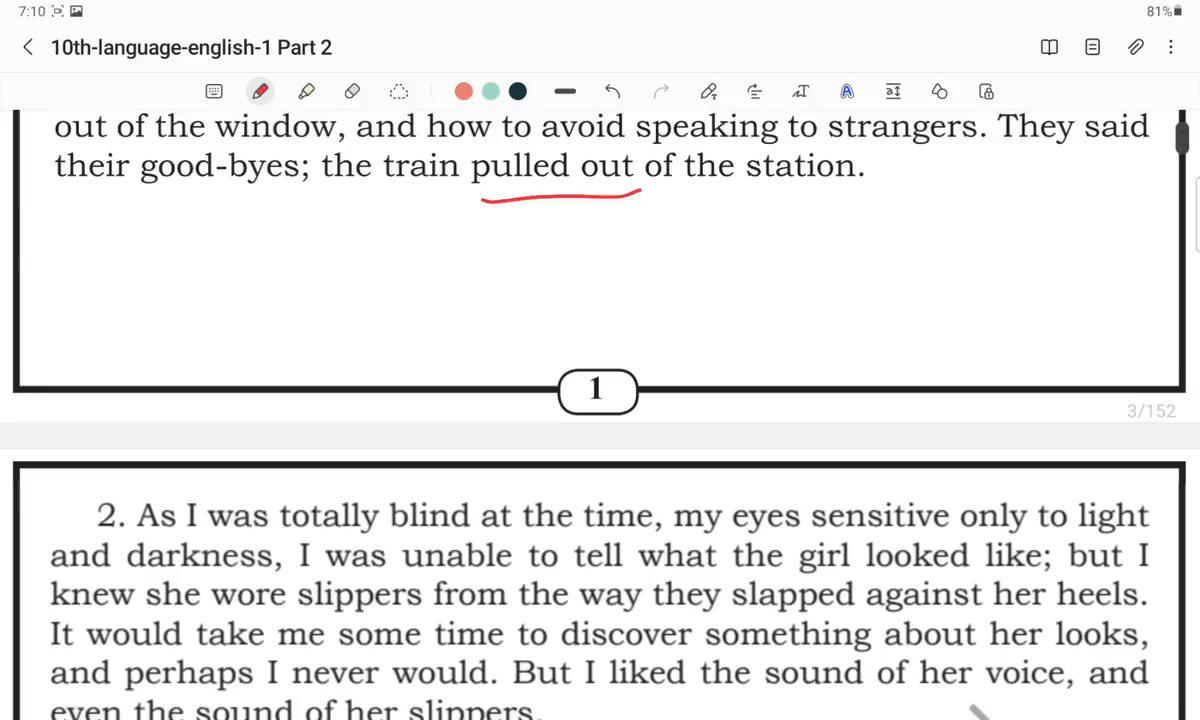 7:10
81%
10th-language-english-1 Part 2
out of the window, and how to avoid speaking to strangers. They said
their good-byes; the train pulled out of the station.
1
3/152
2. As I was totally blind at the time, my eyes sensitive only to light
and darkness, I was unable to tell what the girl looked like; but I
knew she wore slippers from the way they slapped against her heels.
It would take me some time to discover something about her looks,
and perhaps I never would. But I liked the sound of her voice, and
even the sound of her slippers.